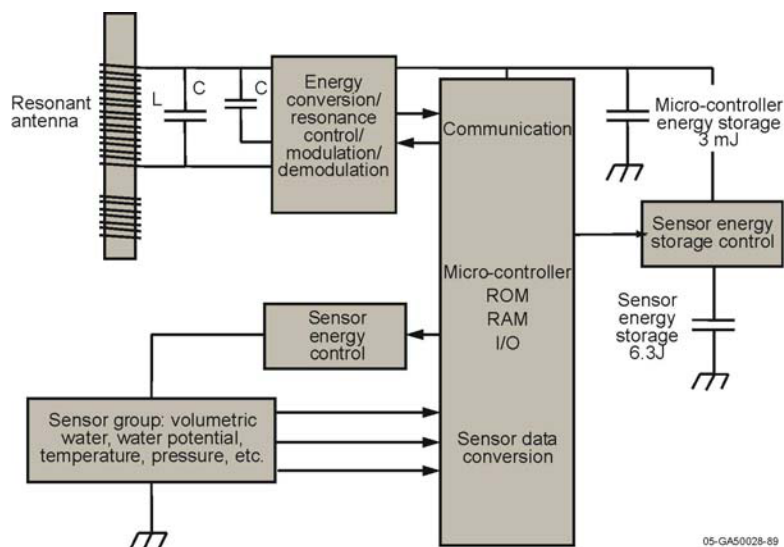 Resonant
antenna
L
C
C
Energy
conversion/
resonance
control/
modulation/
demodulation
Communication
Micro-controller
energy storage
3 mJ
Sensor energy
storage control
Micro-controller
ROM
RAM
I/O
Sensor
energy
storage
6.3J
Sensor
energy
control
Sensor group: volumetric
water, water potential,
temperature, pressure, etc.
Sensor data
conversion
05-GA50028-89